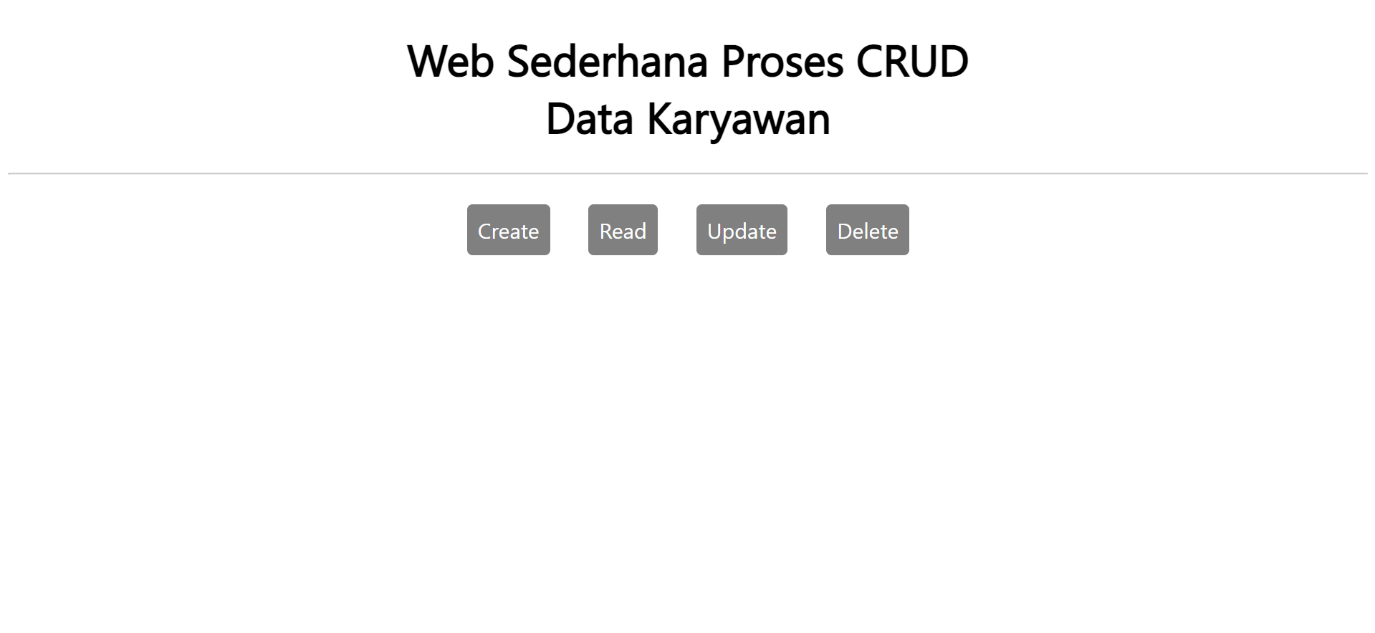 Web Sederhana Proses CRUD
Data Karyawan
Create Read Update Delete